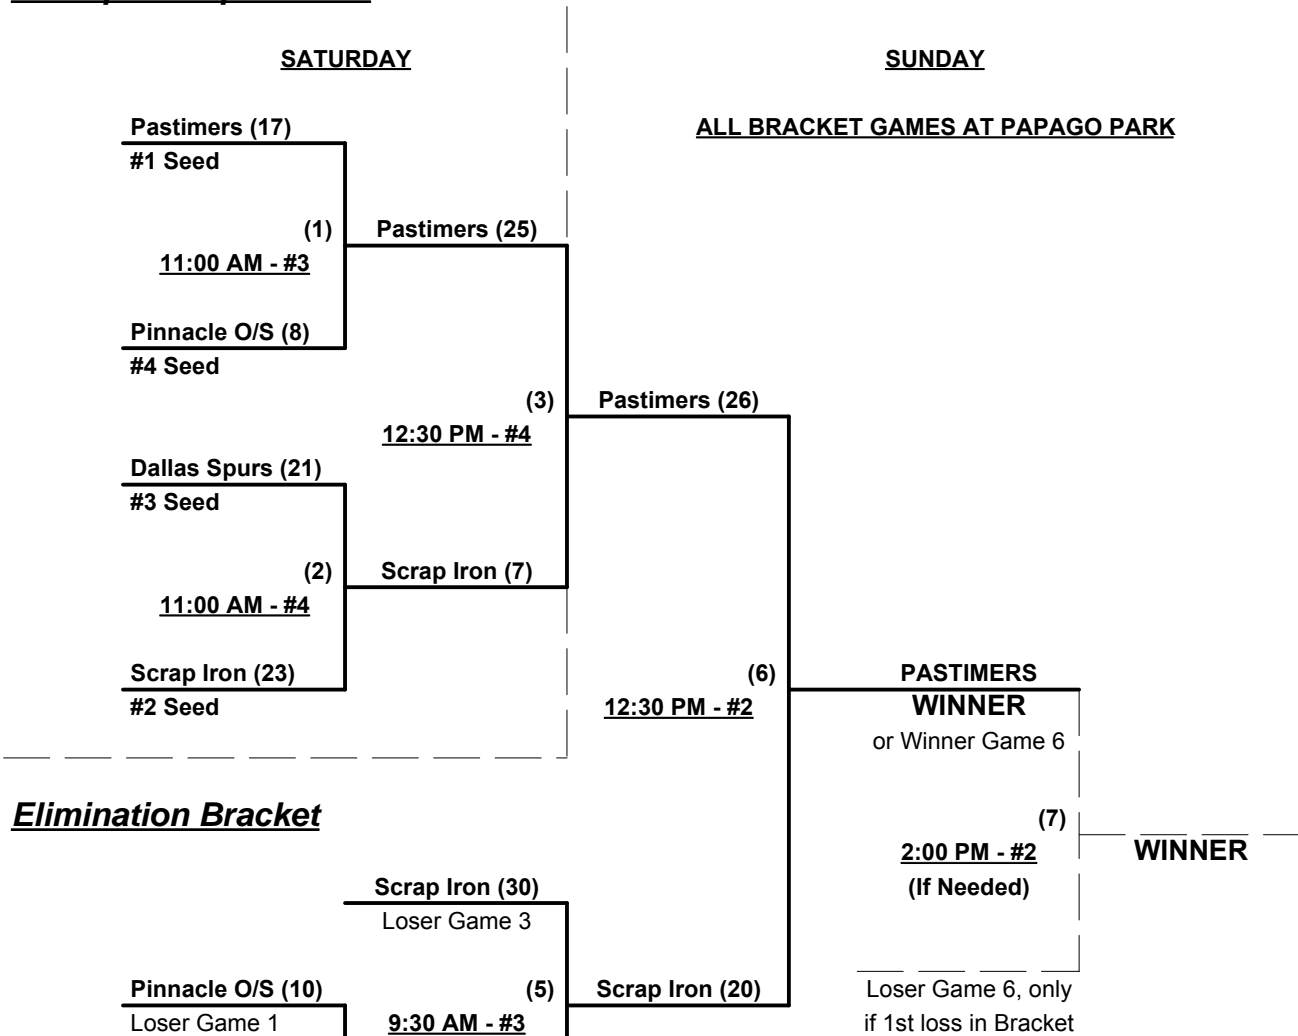 SATURDAY
SUNDAY
ALL BRACKET GAMES AT PAPAGO PARK
Pastimers (17)
#1 Seed
(1)
11:00 AM - #3
Pastimers (25)
Pinnacle O/S (8)
#4 Seed
(3)
12:30 PM - #4
Pastimers (26)
Dallas Spurs (21)
#3 Seed
(2)
11:00 AM - #4
Scrap Iron (7)
Scrap Iron (23)
#2 Seed
(6)
12:30 PM - #2
PASTIMERS
WINNER
or Winner Game 6
Elimination Bracket
(7)
2:00 PM - #2
(If Needed)
WINNER
Scrap Iron (30)
Loser Game 3
Pinnacle O/S (10)
Loser Game 1
(5)
9:30 AM - #3
Scrap Iron (20)
Loser Game 6, only
if 1st loss in Bracket